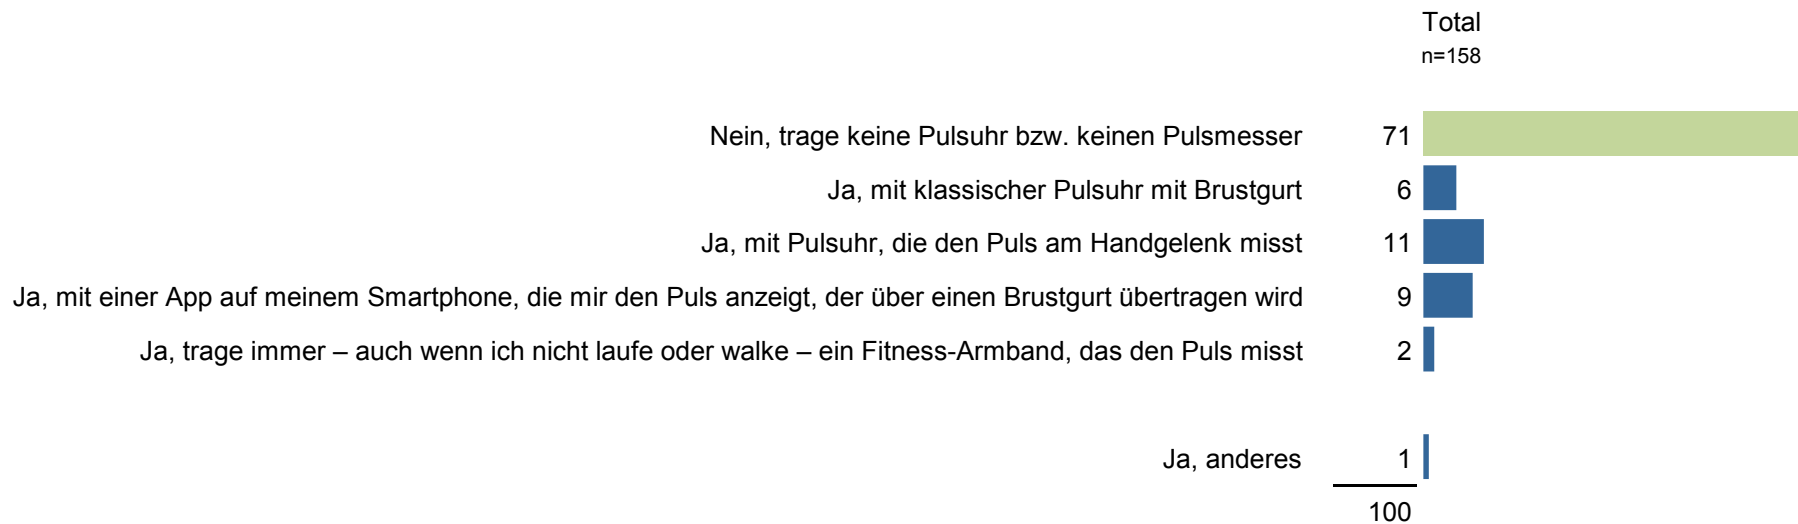 Total
n=158
Nein, trage keine Pulsuhr bzw. keinen Pulsmesser 71
Ja, mit klassischer Pulsuhr mit Brustgurt 6
Ja, mit Pulsuhr, die den Puls am Handgelenk misst 11
Ja, mit einer App auf meinem Smartphone, die mir den Puls anzeigt, der über einen Brustgurt übertragen wird 9
Ja, trage immer – auch wenn ich nicht laufe oder walke – ein Fitness-Armband, das den Puls misst 2
Ja, anderes 1
100